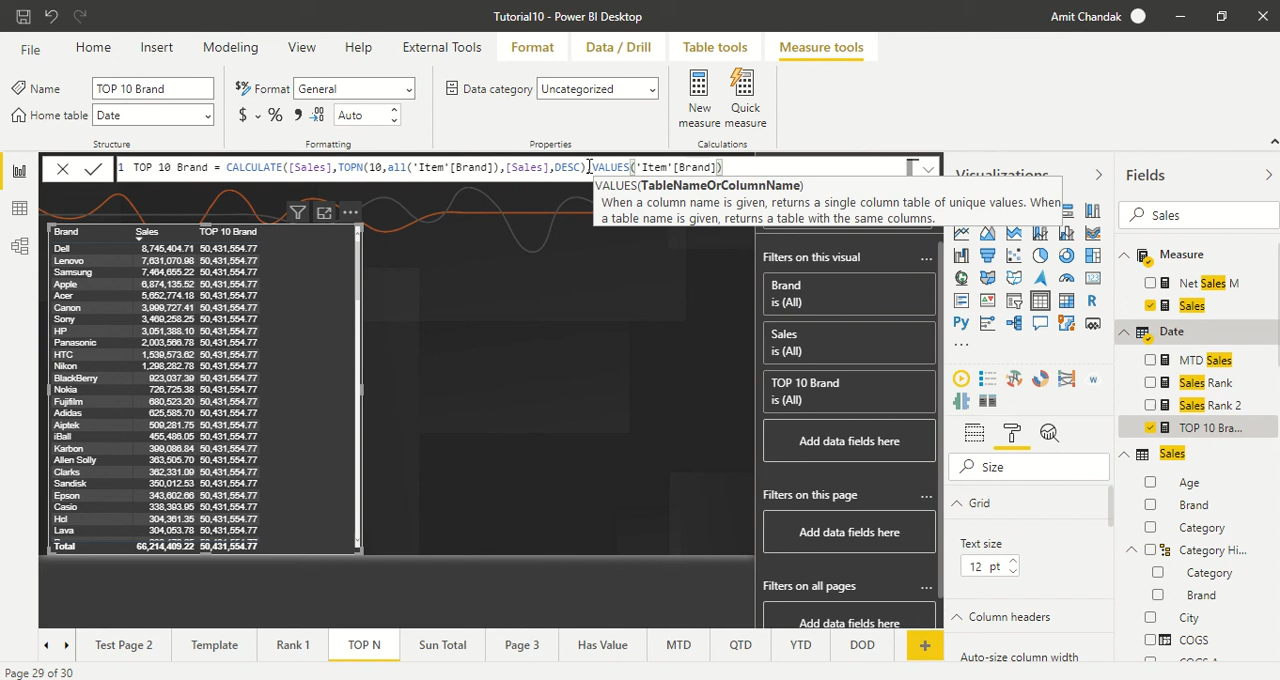 Tutorial10 - Power BI Desktop
Amit Chandak
File
Home
Insert
Modeling
View
Help
External Tools
Format
Data / Drill
Table tools
Measure tools
Name
TOP 10 Brand
Home table
Date
Structure
Format
General
$
%
Auto
Formatting
Data category
Uncategorized
Properties
New
measure
Quick
measure
Calculations
1 TOP 10 Brand = CALCULATE([Sales],TOPN(10,all('Item'[Brand]),[Sales],DESC) VALUES('Item'[Brand])
VALUES(TableNameOrColumnName)
When a column name is given, returns a single column table of unique values. When
a table name is given, returns a table with the same columns.
Brand Sales TOP 10 Brand
Dell 8,745,404.71 50,431,554.77
Lenovo 7,631,070.98 50,431,554.77
Samsung 7,464,655.22 50,431,554.77
Apple 6,874,135.52 50,431,554.77
Acer 5,652,774.18 50,431,554.77
Canon 3,999,727.41 50,431,554.77
Sony 3,469,258.25 50,431,554.77
HP 3,051,388.10 50,431,554.77
Panasonic 2,003,566.78 50,431,554.77
HTC 1,539,573.62 50,431,554.77
Nikon 1,298,282.78 50,431,554.77
BlackBerry 923,037.39 50,431,554.77
Nokia 726,725.38 50,431,554.77
Fujifilm 680,523.20 50,431,554.77
Adidas 625,585.70 50,431,554.77
Aiptek 509,281.75 50,431,554.77
iBall 455,486.05 50,431,554.77
Karbon 399,086.84 50,431,554.77
Allen Solly 363,505.70 50,431,554.77
Clarks 362,331.09 50,431,554.77
Sandisk 350,012.53 50,431,554.77
Epson 343,602.66 50,431,554.77
Casio 338,393.95 50,431,554.77
Hcl 304,361.35 50,431,554.77
Lava 304,053.78 50,431,554.77
Total 66,214,409.22 50,431,554.77
Filters on this visual
Brand
is (All)
Sales
is (All)
TOP 10 Brand
is (All)
Add data fields here
Filters on this page
Add data fields here
Filters on all pages
Add data fields here
Visualizations
R
Py
Size
Grid
Text size
12 pt
Column headers
Auto-size column width
Fields
Sales
Measure
Net Sales M
Sales
Date
MTD Sales
Sales Rank
Sales Rank 2
TOP 10 Bra...
Sales
Age
Brand
Category
Category Hi...
Category
Brand
City
COGS
Test Page 2
Template
Rank 1
TOP N
Sun Total
Page 3
Has Value
MTD
QTD
YTD
DOD
Page 29 of 30